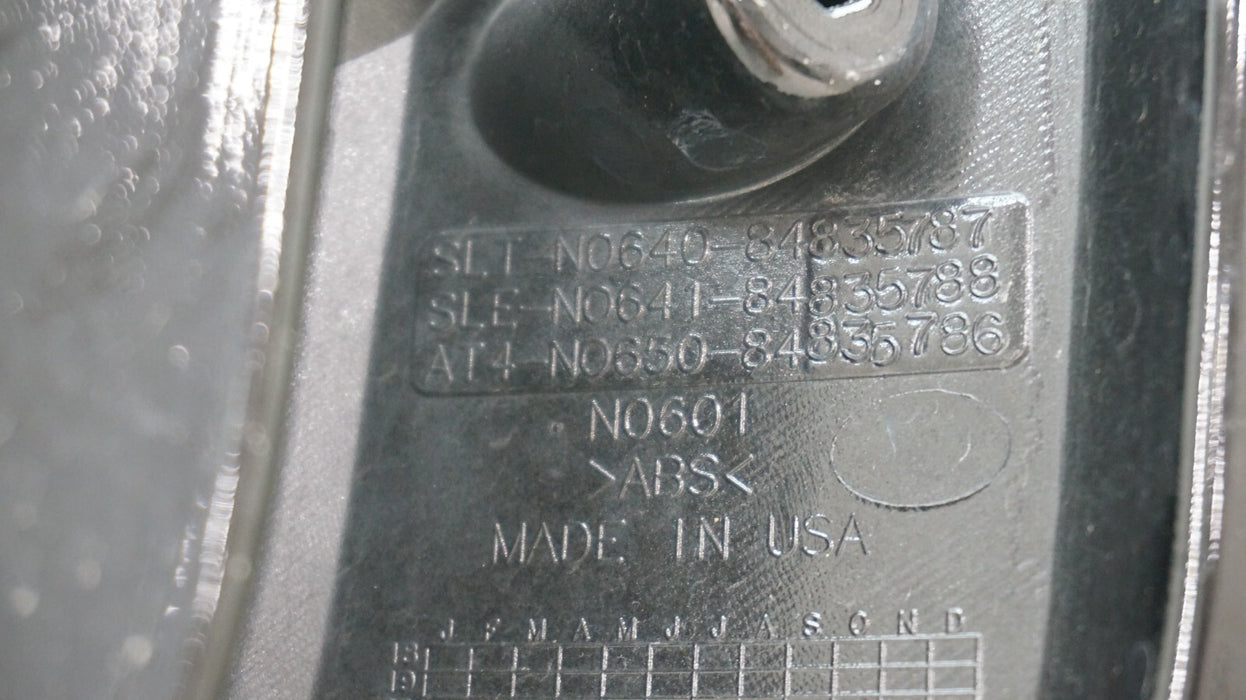 SLT-N0640-84835787
SLE-N0641-84835788
AT4-N0650-84835786
N0601
>ABS<
MADE IN USA
J F M A M J J A S O N D
18
19